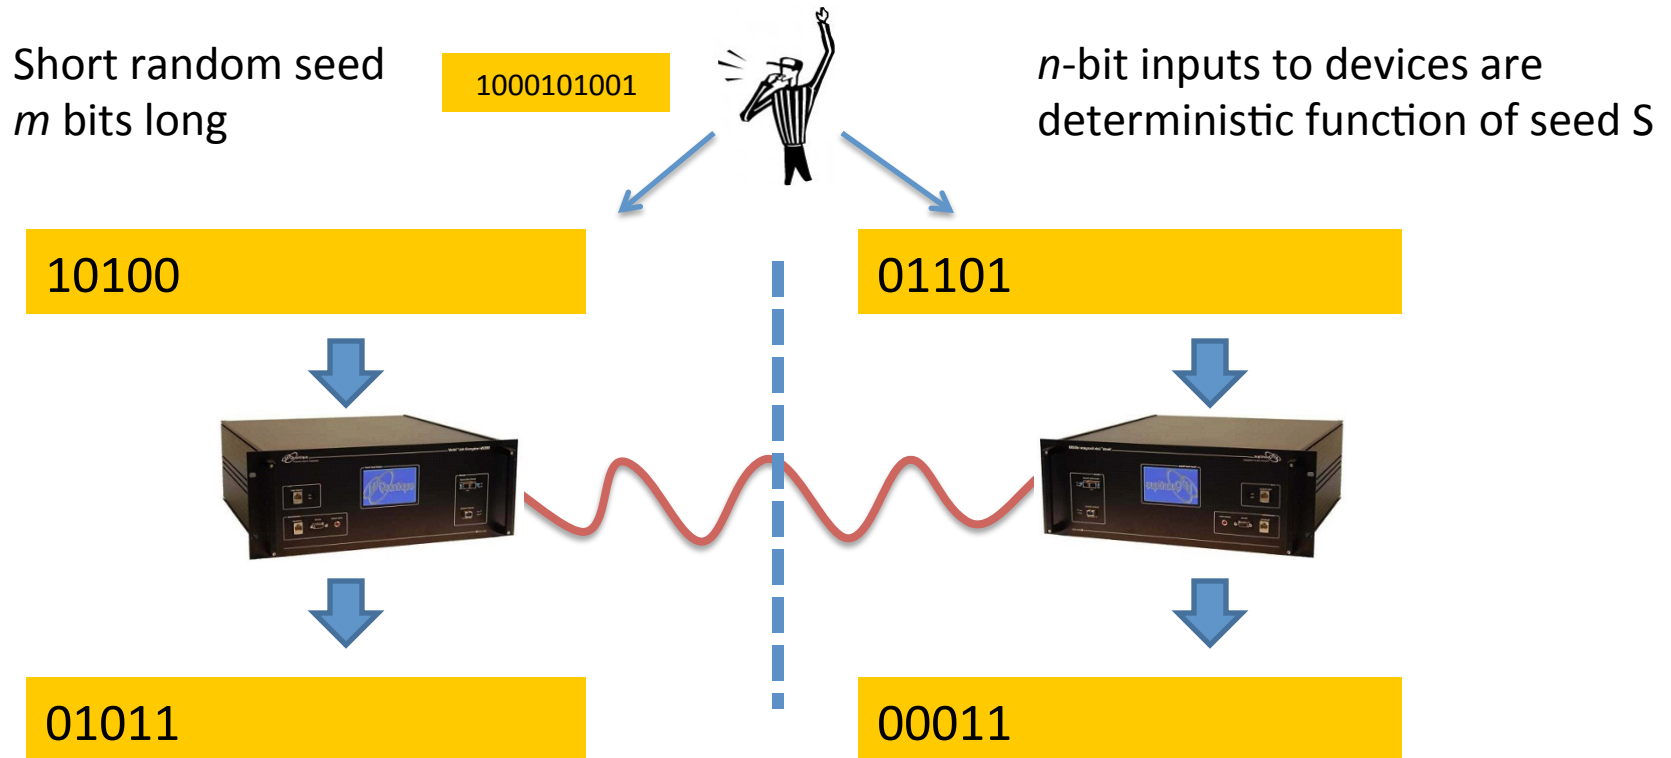 Short random seed
m bits long
1000101001
n-bit inputs to devices are
deterministic function of seed S
10100
01101
01011
00011